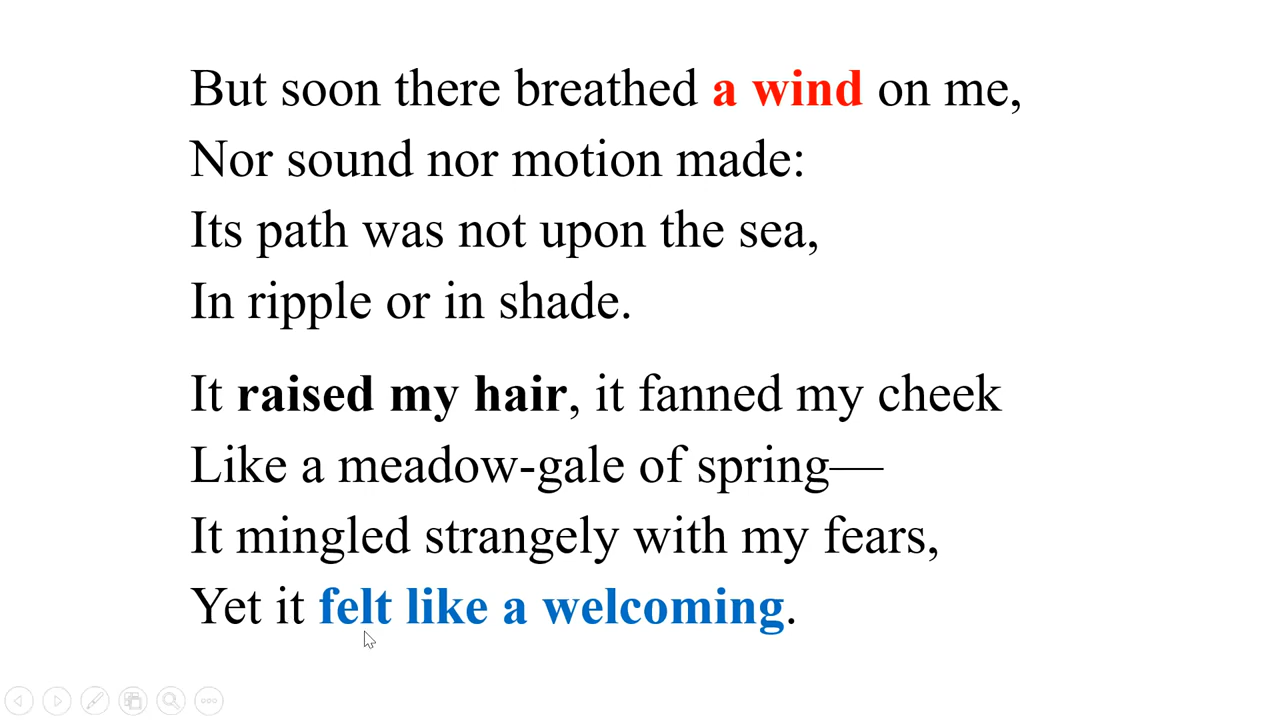 But soon there breathed a wind on me,
Nor sound nor motion made:
Its path was not upon the sea,
In ripple or in shade.
It raised my hair, it fanned my cheek
Like a meadow-gale of spring—
It mingled strangely with my fears,
Yet it felt like a welcoming.